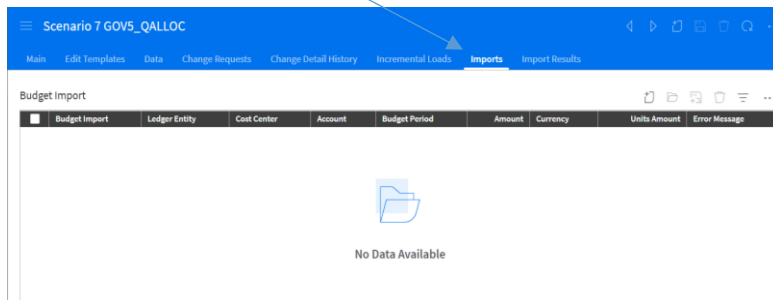 Scenario 7 GOV5_QALLOC
Main Edit Templates Data Change Requests Change Detail History Incremental Loads Imports Import Results
Budget Import
Budget Import Ledger Entity Cost Center Account Budget Period Amount Currency Units Amount Error Message
No Data Available